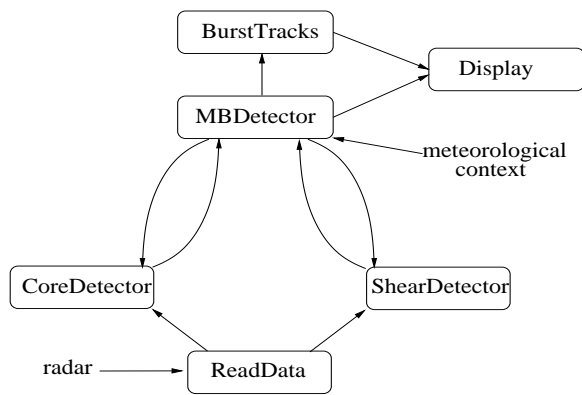 BurstTracks
Display
MBDetector
meteorological
context
CoreDetector
ShearDetector
radar
ReadData